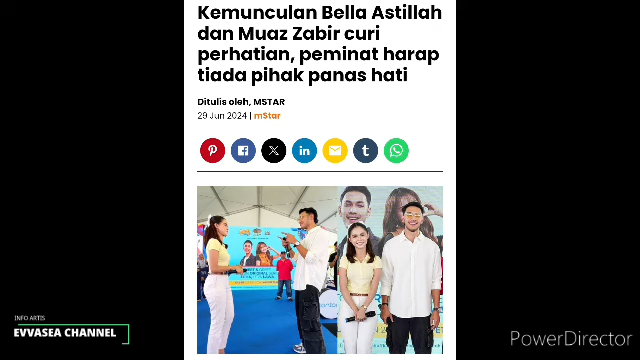 Kemunculan Bella Astillah
dan Muaz Zabir curi
perhatian, peminat harap
tiada pihak panas hati
Ditulis oleh, MSTAR
29 Jun 2024 | mStar
INFO ARTIS
EVVASEA CHANNEL
PowerDirector